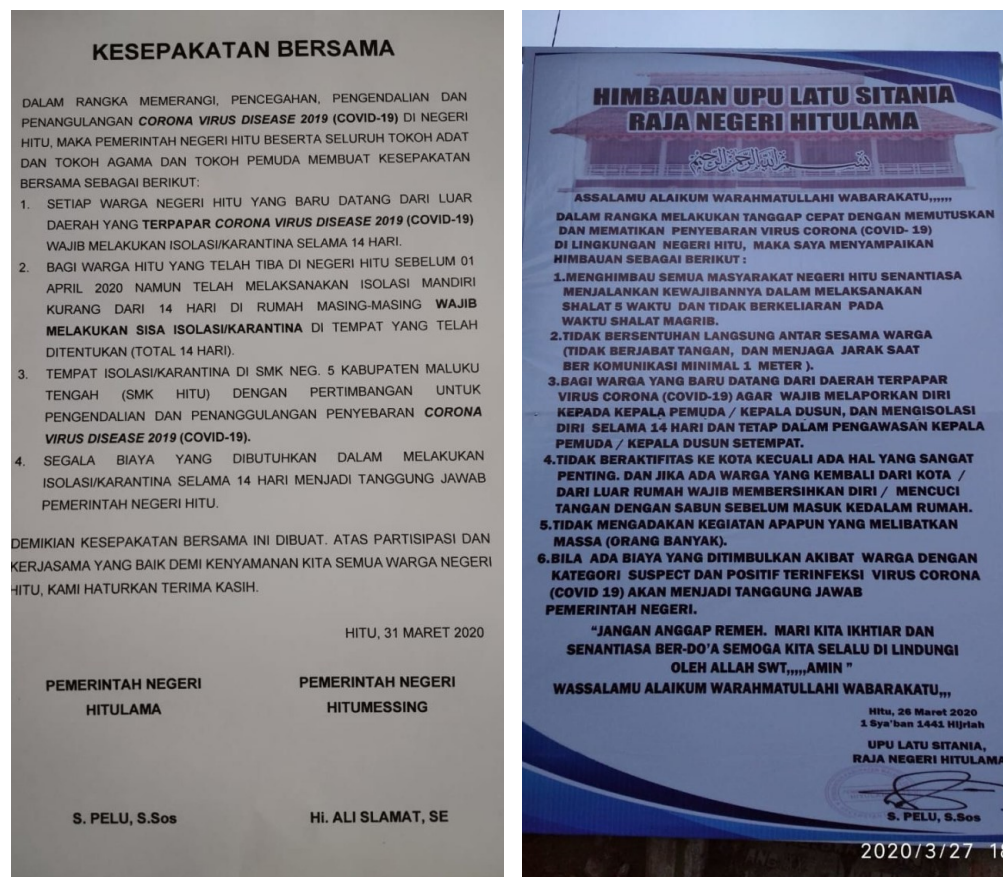 KESEPAKATAN BERSAMA
DALAM RANGKA MEMERANGI, PENCEGAHAN, PENGENDALIAN DAN
PENANGULANGAN CORONA VIRUS DISEASE 2019 (COVID-19) DI NEGERI
HITU, MAKA PEMERINTAH NEGERI HITU BESERTA SELURUH TOKOH ADAT
DAN TOKOH AGAMA DAN TOKOH PEMUDA MEMBUAT KESEPAKATAN
BERSAMA SEBAGAI BERIKUT:
1. SETIAP WARGA NEGERI HITU YANG BARU DATANG DARI LUAR
DAERAH YANG TERPAPAR CORONA VIRUS DISEASE 2019 (COVID-19)
WAJIB MELAKUKAN ISOLASI/KARANTINA SELAMA 14 HARI.
2. BAGI WARGA HITU YANG TELAH TIBA DI NEGERI HITU SEBELUM 01
APRIL 2020 NAMUN TELAH MELAKSANAKAN ISOLASI MANDIRI
KURANG DARI 14 HARI DI RUMAH MASING-MASING WAJIB
MELAKUKAN SISA ISOLASI/KARANTINA DI TEMPAT YANG TELAH
DITENTUKAN (TOTAL 14 HARI).
3. TEMPAT ISOLASI/KARANTINA DI SMK NEG. 5 KABUPATEN MALUKU
TENGAH (SMK HITU) DENGAN PERTIMBANGAN UNTUK
PENGENDALIAN DAN PENANGGULANGAN PENYEBARAN CORONA
VIRUS DISEASE 2019 (COVID-19).
4. SEGALA BIAYA YANG DIBUTUHKAN DALAM MELAKUKAN
ISOLASI/KARANTINA SELAMA 14 HARI MENJADI TANGGUNG JAWAB
PEMERINTAH NEGERI HITU.
DEMIKIAN KESEPAKATAN BERSAMA INI DIBUAT. ATAS PARTISIPASI DAN
KERJASAMA YANG BAIK DEMI KENYAMANAN KITA SEMUA WARGA NEGERI
HITU, KAMI HATURKAN TERIMA KASIH.
HITU, 31 MARET 2020
PEMERINTAH NEGERI
HITULAMA
PEMERINTAH NEGERI
HITUMESSING
S. PELU, S.Sos
Hi. ALI SLAMAT, SE
HIMBAUAN UPU LATU SITANIA
RAJA NEGERI HITULAMA
بسم الله الرحمن الرحيم
ASSALAMU ALAIKUM WARAHMATULLAHI WABARAKATU,,,,,,
DALAM RANGKA MELAKUKAN TANGGAP CEPAT DENGAN MEMUTUSKAN
DAN MEMATIKAN PENYEBARAN VIRUS CORONA (COVID- 19)
DI LINGKUNGAN NEGERI HITU, MAKA SAYA MENYAMPAIKAN
HIMBAUAN SEBAGAI BERIKUT :
1.MENGHIMBAU SEMUA MASYARAKAT NEGERI HITU SENANTIASA
MENJALANKAN KEWAJIBANNYA DALAM MELAKSANAKAN
SHALAT 5 WAKTU DAN TIDAK BERKELIARAN PADA
WAKTU SHALAT MAGRIB.
2.TIDAK BERSENTUHAN LANGSUNG ANTAR SESAMA WARGA
(TIDAK BERJABAT TANGAN, DAN MENJAGA JARAK SAAT
BER KOMUNIKASI MINIMAL 1 METER ).
3.BAGI WARGA YANG BARU DATANG DARI DAERAH TERPAPAR
VIRUS CORONA (COVID-19) AGAR WAJIB MELAPORKAN DIRI
KEPADA KEPALA PEMUDA / KEPALA DUSUN, DAN MENGISOLASI
DIRI SELAMA 14 HARI DAN TETAP DALAM PENGAWASAN KEPALA
PEMUDA / KEPALA DUSUN SETEMPAT.
4.TIDAK BERAKTIFITAS KE KOTA KECUALI ADA HAL YANG SANGAT
PENTING. DAN JIKA ADA WARGA YANG KEMBALI DARI KOTA /
DARI LUAR RUMAH WAJIB MEMBERSIHKAN DIRI / MENCUCI
TANGAN DENGAN SABUN SEBELUM MASUK KEDALAM RUMAH.
5.TIDAK MENGADAKAN KEGIATAN APAPUN YANG MELIBATKAN
MASSA (ORANG BANYAK).
6.BILA ADA BIAYA YANG DITIMBULKAN AKIBAT WARGA DENGAN
KATEGORI SUSPECT DAN POSITIF TERINFEKSI VIRUS CORONA
(COVID 19) AKAN MENJADI TANGGUNG JAWAB
PEMERINTAH NEGERI.
"JANGAN ANGGAP REMEH. MARI KITA IKHTIAR DAN
SENANTIASA BER-DO'A SEMOGA KITA SELALU DI LINDUNGI
OLEH ALLAH SWT,,,,,AMIN "
WASSALAMU ALAIKUM WARAHMATULLAHI WABARAKATU,,,
Hitu, 26 Maret 2020
1 Sya'ban 1441 Hijriah
UPU LATU SITANIA,
RAJA NEGERI HITULAMA
S. PELU, S.Sos
2020/3/27 18